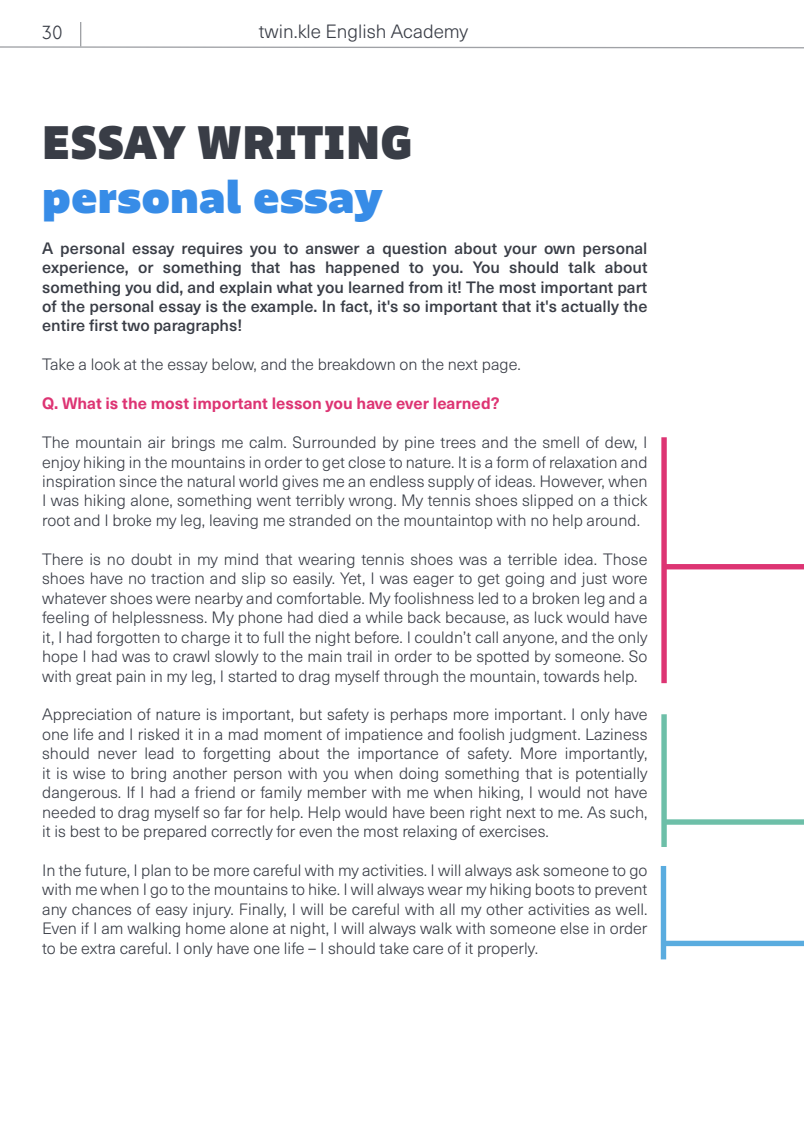 30
twin.kle English Academy
ESSAY WRITING
personal essay
A personal essay requires you to answer a question about your own personal
experience, or something that has happened to you. You should talk about
something you did, and explain what you learned from it! The most important part
of the personal essay is the example. In fact, it's so important that it's actually the
entire first two paragraphs!
Take a look at the essay below, and the breakdown on the next page.
Q. What is the most important lesson you have ever learned?
The mountain air brings me calm. Surrounded by pine trees and the smell of dew, I
enjoy hiking in the mountains in order to get close to nature. It is a form of relaxation and
inspiration since the natural world gives me an endless supply of ideas. However, when
I was hiking alone, something went terribly wrong. My tennis shoes slipped on a thick
root and I broke my leg, leaving me stranded on the mountaintop with no help around.
There is no doubt in my mind that wearing tennis shoes was a terrible idea. Those
shoes have no traction and slip so easily. Yet, I was eager to get going and just wore
whatever shoes were nearby and comfortable. My foolishness led to a broken leg and a
feeling of helplessness. My phone had died a while back because, as luck would have
it, I had forgotten to charge it to full the night before. I couldn't call anyone, and the only
hope I had was to crawl slowly to the main trail in order to be spotted by someone. So
with great pain in my leg, I started to drag myself through the mountain, towards help.
Appreciation of nature is important, but safety is perhaps more important. I only have
one life and I risked it in a mad moment of impatience and foolish judgment. Laziness
should never lead to forgetting about the importance of safety. More importantly,
it is wise to bring another person with you when doing something that is potentially
dangerous. If I had a friend or family member with me when hiking, I would not have
needed to drag myself so far for help. Help would have been right next to me. As such,
it is best to be prepared correctly for even the most relaxing of exercises.
In the future, I plan to be more careful with my activities. I will always ask someone to go
with me when I go to the mountains to hike. I will always wear my hiking boots to prevent
any chances of easy injury. Finally, I will be careful with all my other activities as well.
Even if I am walking home alone at night, I will always walk with someone else in order
to be extra careful. I only have one life – I should take care of it properly.